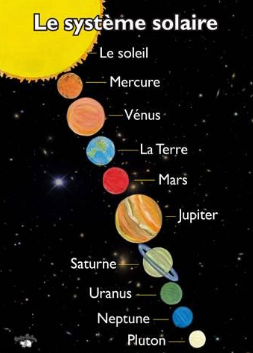 Le système solaire
Le soleil
Mercure
Vénus
La Terre
Mars
Jupiter
Saturne
Uranus
Neptune
Pluton